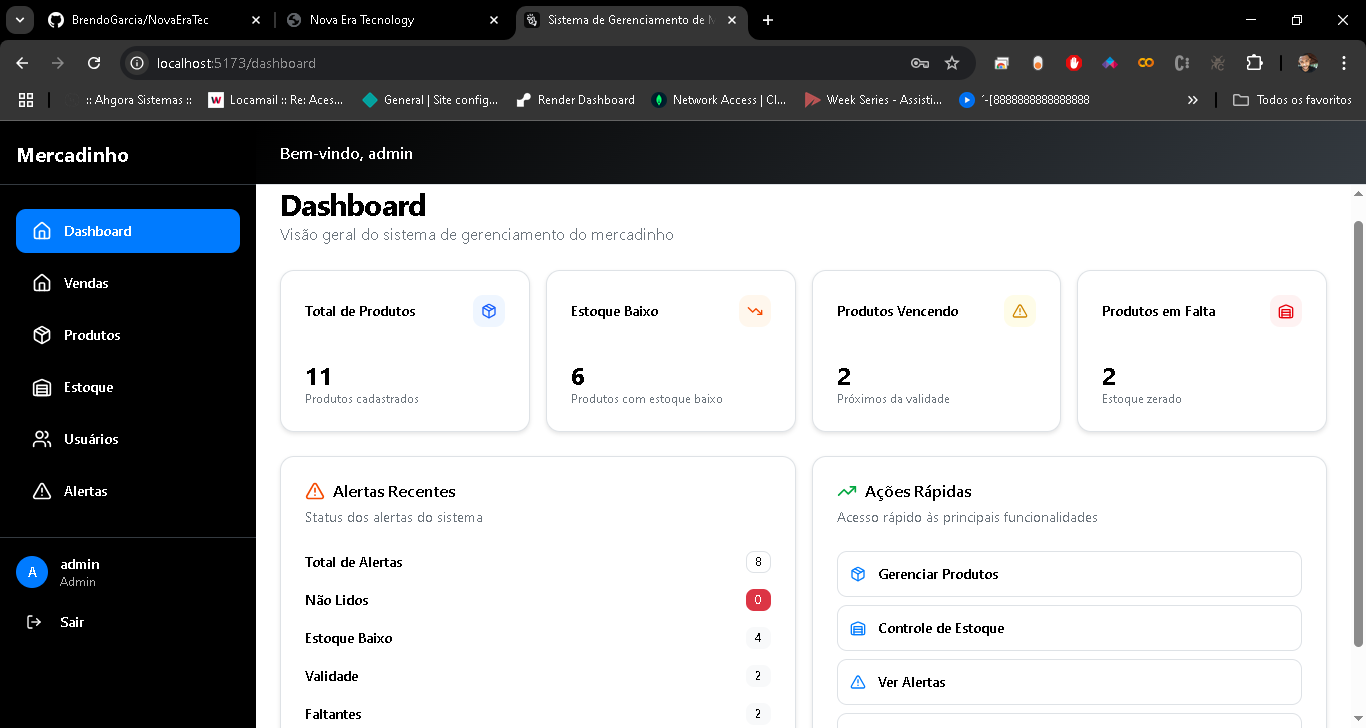 BrendoGarcia/NovaEraTec
Nova Era Tecnology
Sistema de Gerenciamento de M
localhost:5173/dashboard
:: Ahgora Sistemas ::
Locamail :: Re: Aces...
General | Site config...
Render Dashboard
Network Access | Cl...
Week Series - Assisti...
´-[8888888888888888
Todos os favoritos
Mercadinho
Bem-vindo, admin
Dashboard
Vendas
Produtos
Estoque
Usuários
Alertas
A
admin
Admin
Sair
Dashboard
Visão geral do sistema de gerenciamento do mercadinho
Total de Produtos
11
Produtos cadastrados
Estoque Baixo
6
Produtos com estoque baixo
Produtos Vencendo
2
Próximos da validade
Produtos em Falta
2
Estoque zerado
Alertas Recentes
Status dos alertas do sistema
Total de Alertas 8
Não Lidos 0
Estoque Baixo 4
Validade 2
Faltantes 2
Ações Rápidas
Acesso rápido às principais funcionalidades
Gerenciar Produtos
Controle de Estoque
Ver Alertas